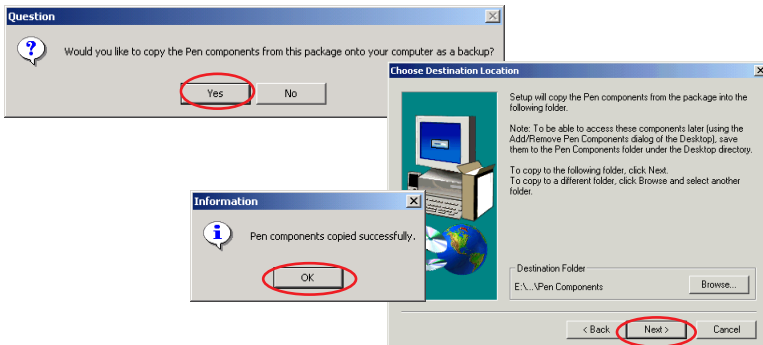 Question
Would you like to copy the Pen components from this package onto your computer as a backup?
Yes
No
Choose Destination Location
Setup will copy the Pen components from the package into the
following folder.
Note: To be able to access these components later (using the
Add/Remove Pen Components dialog of the Desktop), save
them to the Pen Components folder under the Desktop directory.
To copy to the following folder, click Next.
To copy to a different folder, click Browse and select another
folder.
Destination Folder
E:\...\Pen Components
Browse...
< Back
Next >
Cancel
Information
Pen components copied successfully.
OK